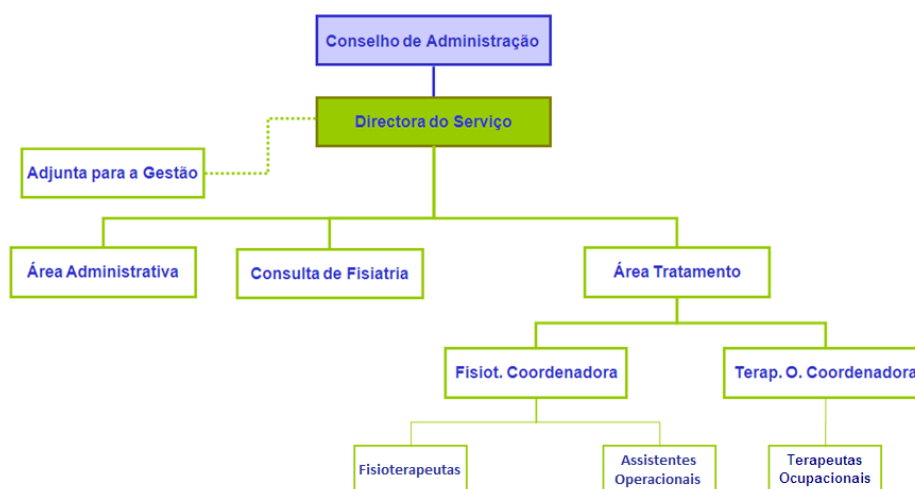 Conselho de Administração
Directora do Serviço
Adjunta para a Gestão
Área Administrativa
Consulta de Fisiatria
Área Tratamento
Fisiot. Coordenadora
Terap. O. Coordenadora
Fisioterapeutas
Assistentes
Operacionais
Terapeutas
Ocupacionais